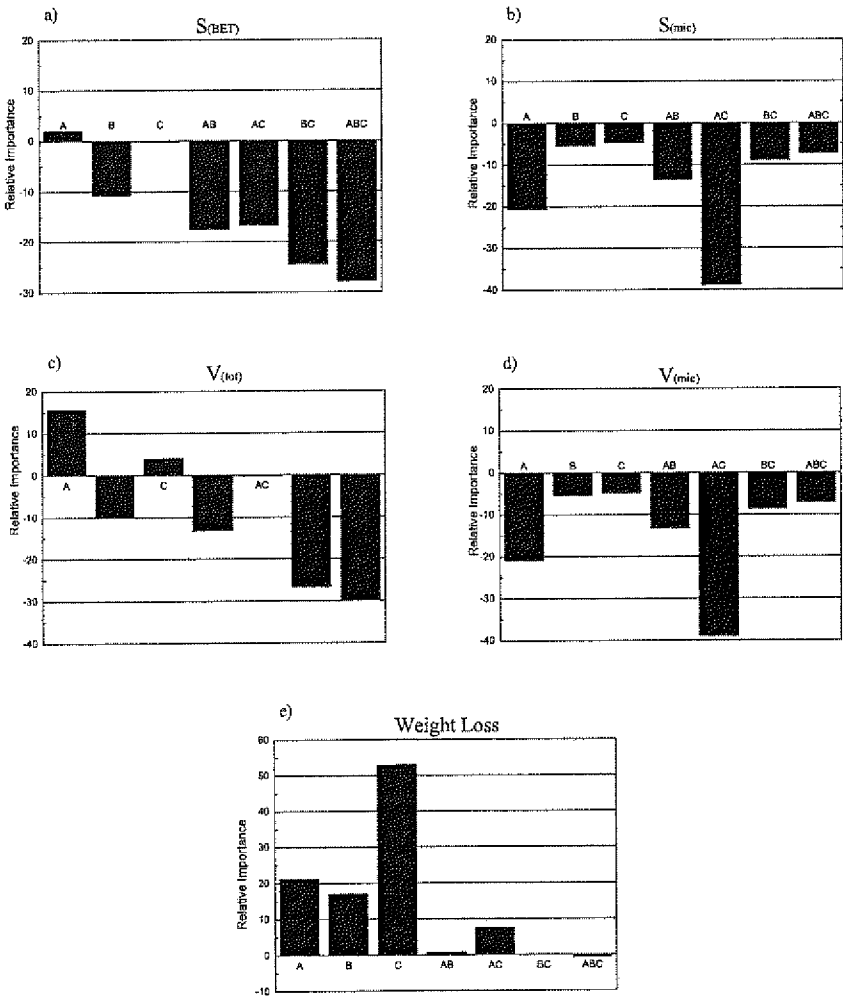 a)
S(BET)
20
10
0
-10
-20
-30
Relative Importance
A B C AB AC BC ABC
b)
S(mic)
20
10
0
-10
-20
-30
-40
Relative Importance
A B C AB AC BC ABC
c)
V(tot)
20
10
0
-10
-20
-30
-40
Relative Importance
A C AC
d)
V(mic)
20
10
0
-10
-20
-30
-40
Relative Importance
A B C AB AC BC ABC
e)
Weight Loss
60
50
40
30
20
10
0
-10
Relative Importance
A B C AB AC BC ABC